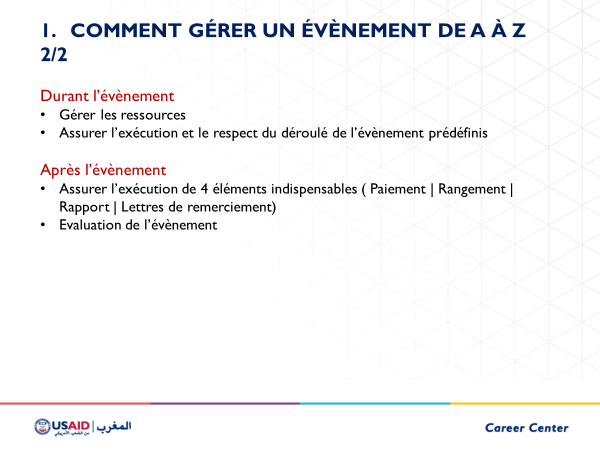 1. COMMENT GÉRER UN ÉVÈNEMENT DE A À Z
2/2
Durant l'évènement
• Gérer les ressources
• Assurer l'exécution et le respect du déroulé de l'évènement prédéfinis
Après l'évènement
• Assurer l'exécution de 4 éléments indispensables ( Paiement | Rangement |
Rapport | Lettres de remerciement)
• Evaluation de l'évènement
USAID | المغرب
من الشعب الأمريكي
Career Center